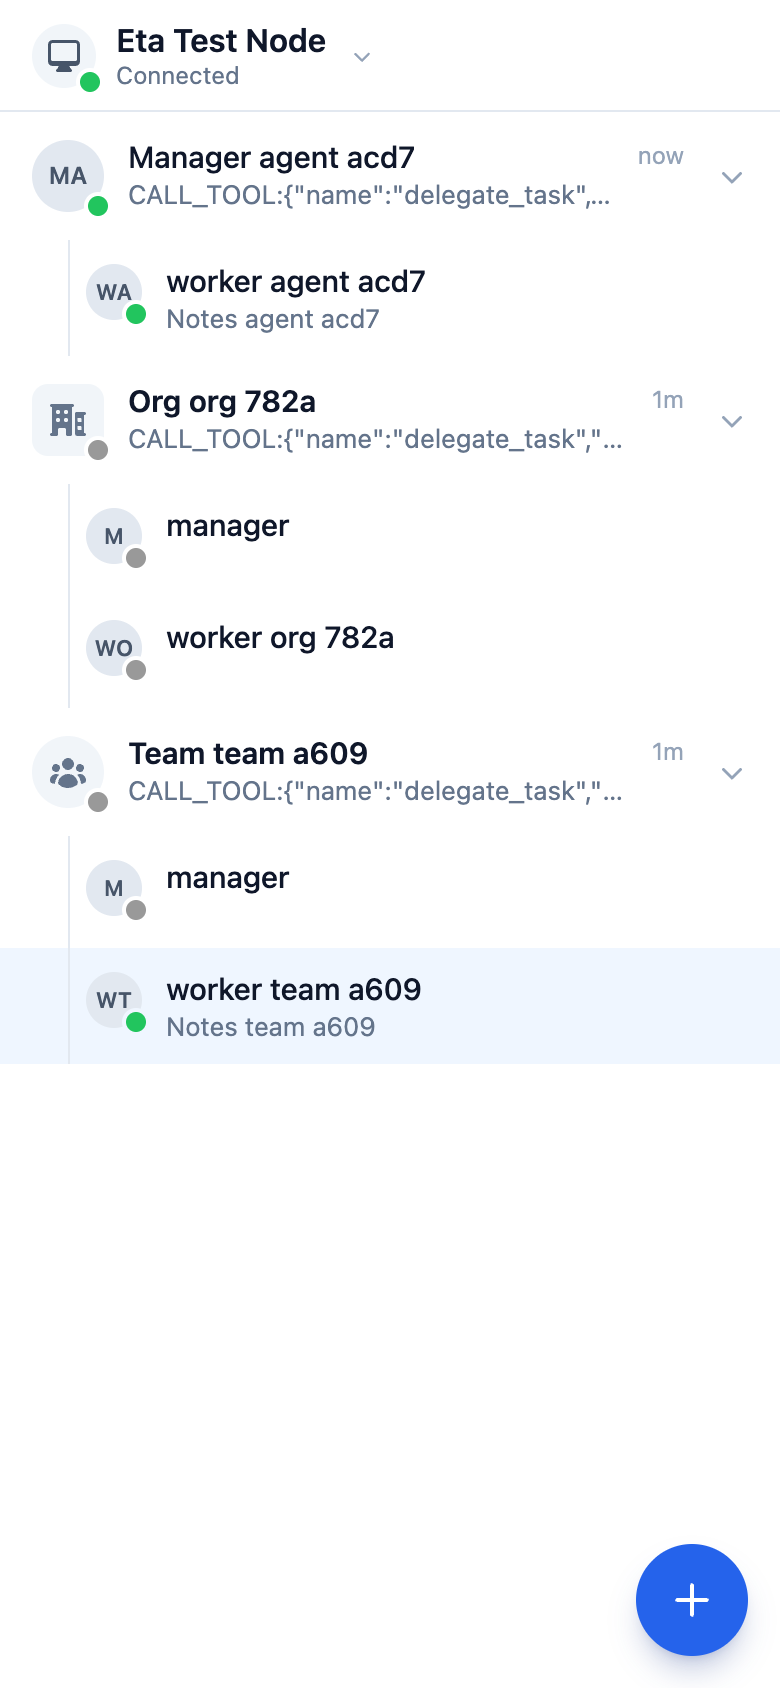 Eta Test Node
Connected
MA
Manager agent acd7
now
CALL_TOOL:{"name":"delegate_task",...
WA
worker agent acd7
Notes agent acd7
Org org 782a
1m
CALL_TOOL:{"name":"delegate_task","...
M
manager
WO
worker org 782a
Team team a609
1m
CALL_TOOL:{"name":"delegate_task","...
M
manager
WT
worker team a609
Notes team a609